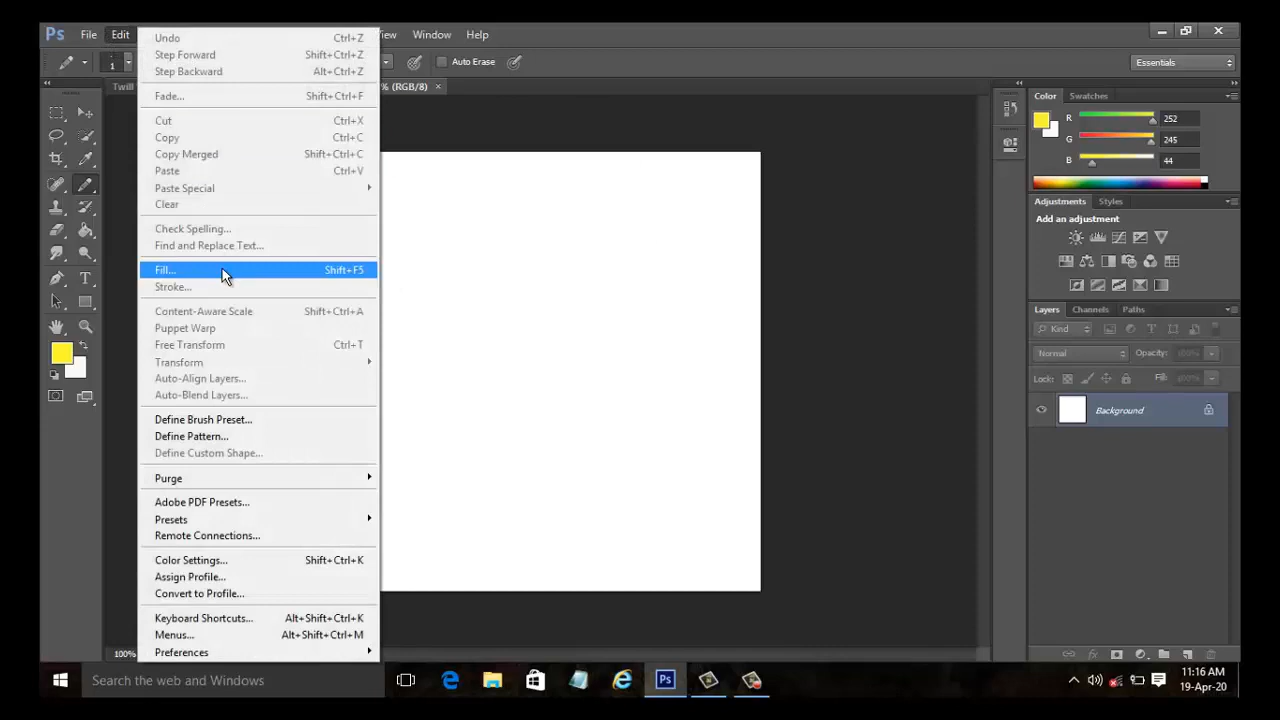 Ps File Edit iew Window Help
1 Auto Erase Essentials
Twill % (RGB/8) ×
Undo Ctrl+Z
Step Forward Shift+Ctrl+Z
Step Backward Alt+Ctrl+Z
Fade... Shift+Ctrl+F
Cut Ctrl+X
Copy Ctrl+C
Copy Merged Shift+Ctrl+C
Paste Ctrl+V
Paste Special
Clear
Check Spelling...
Find and Replace Text...
Fill... Shift+F5
Stroke...
Content-Aware Scale Shift+Ctrl+A
Puppet Warp
Free Transform Ctrl+T
Transform
Auto-Align Layers...
Auto-Blend Layers...
Define Brush Preset...
Define Pattern...
Define Custom Shape...
Purge
Adobe PDF Presets...
Presets
Remote Connections...
Color Settings... Shift+Ctrl+K
Assign Profile...
Convert to Profile...
Keyboard Shortcuts... Alt+Shift+Ctrl+K
Menus... Alt+Shift+Ctrl+M
Preferences
100%
Color Swatches
R 252
G 245
B 44
Adjustments Styles
Add an adjustment
Layers Channels Paths
Kind
Normal Opacity: 100%
Lock: Fill: 100%
Background
Search the web and Windows
Ps
11:16 AM
19-Apr-20